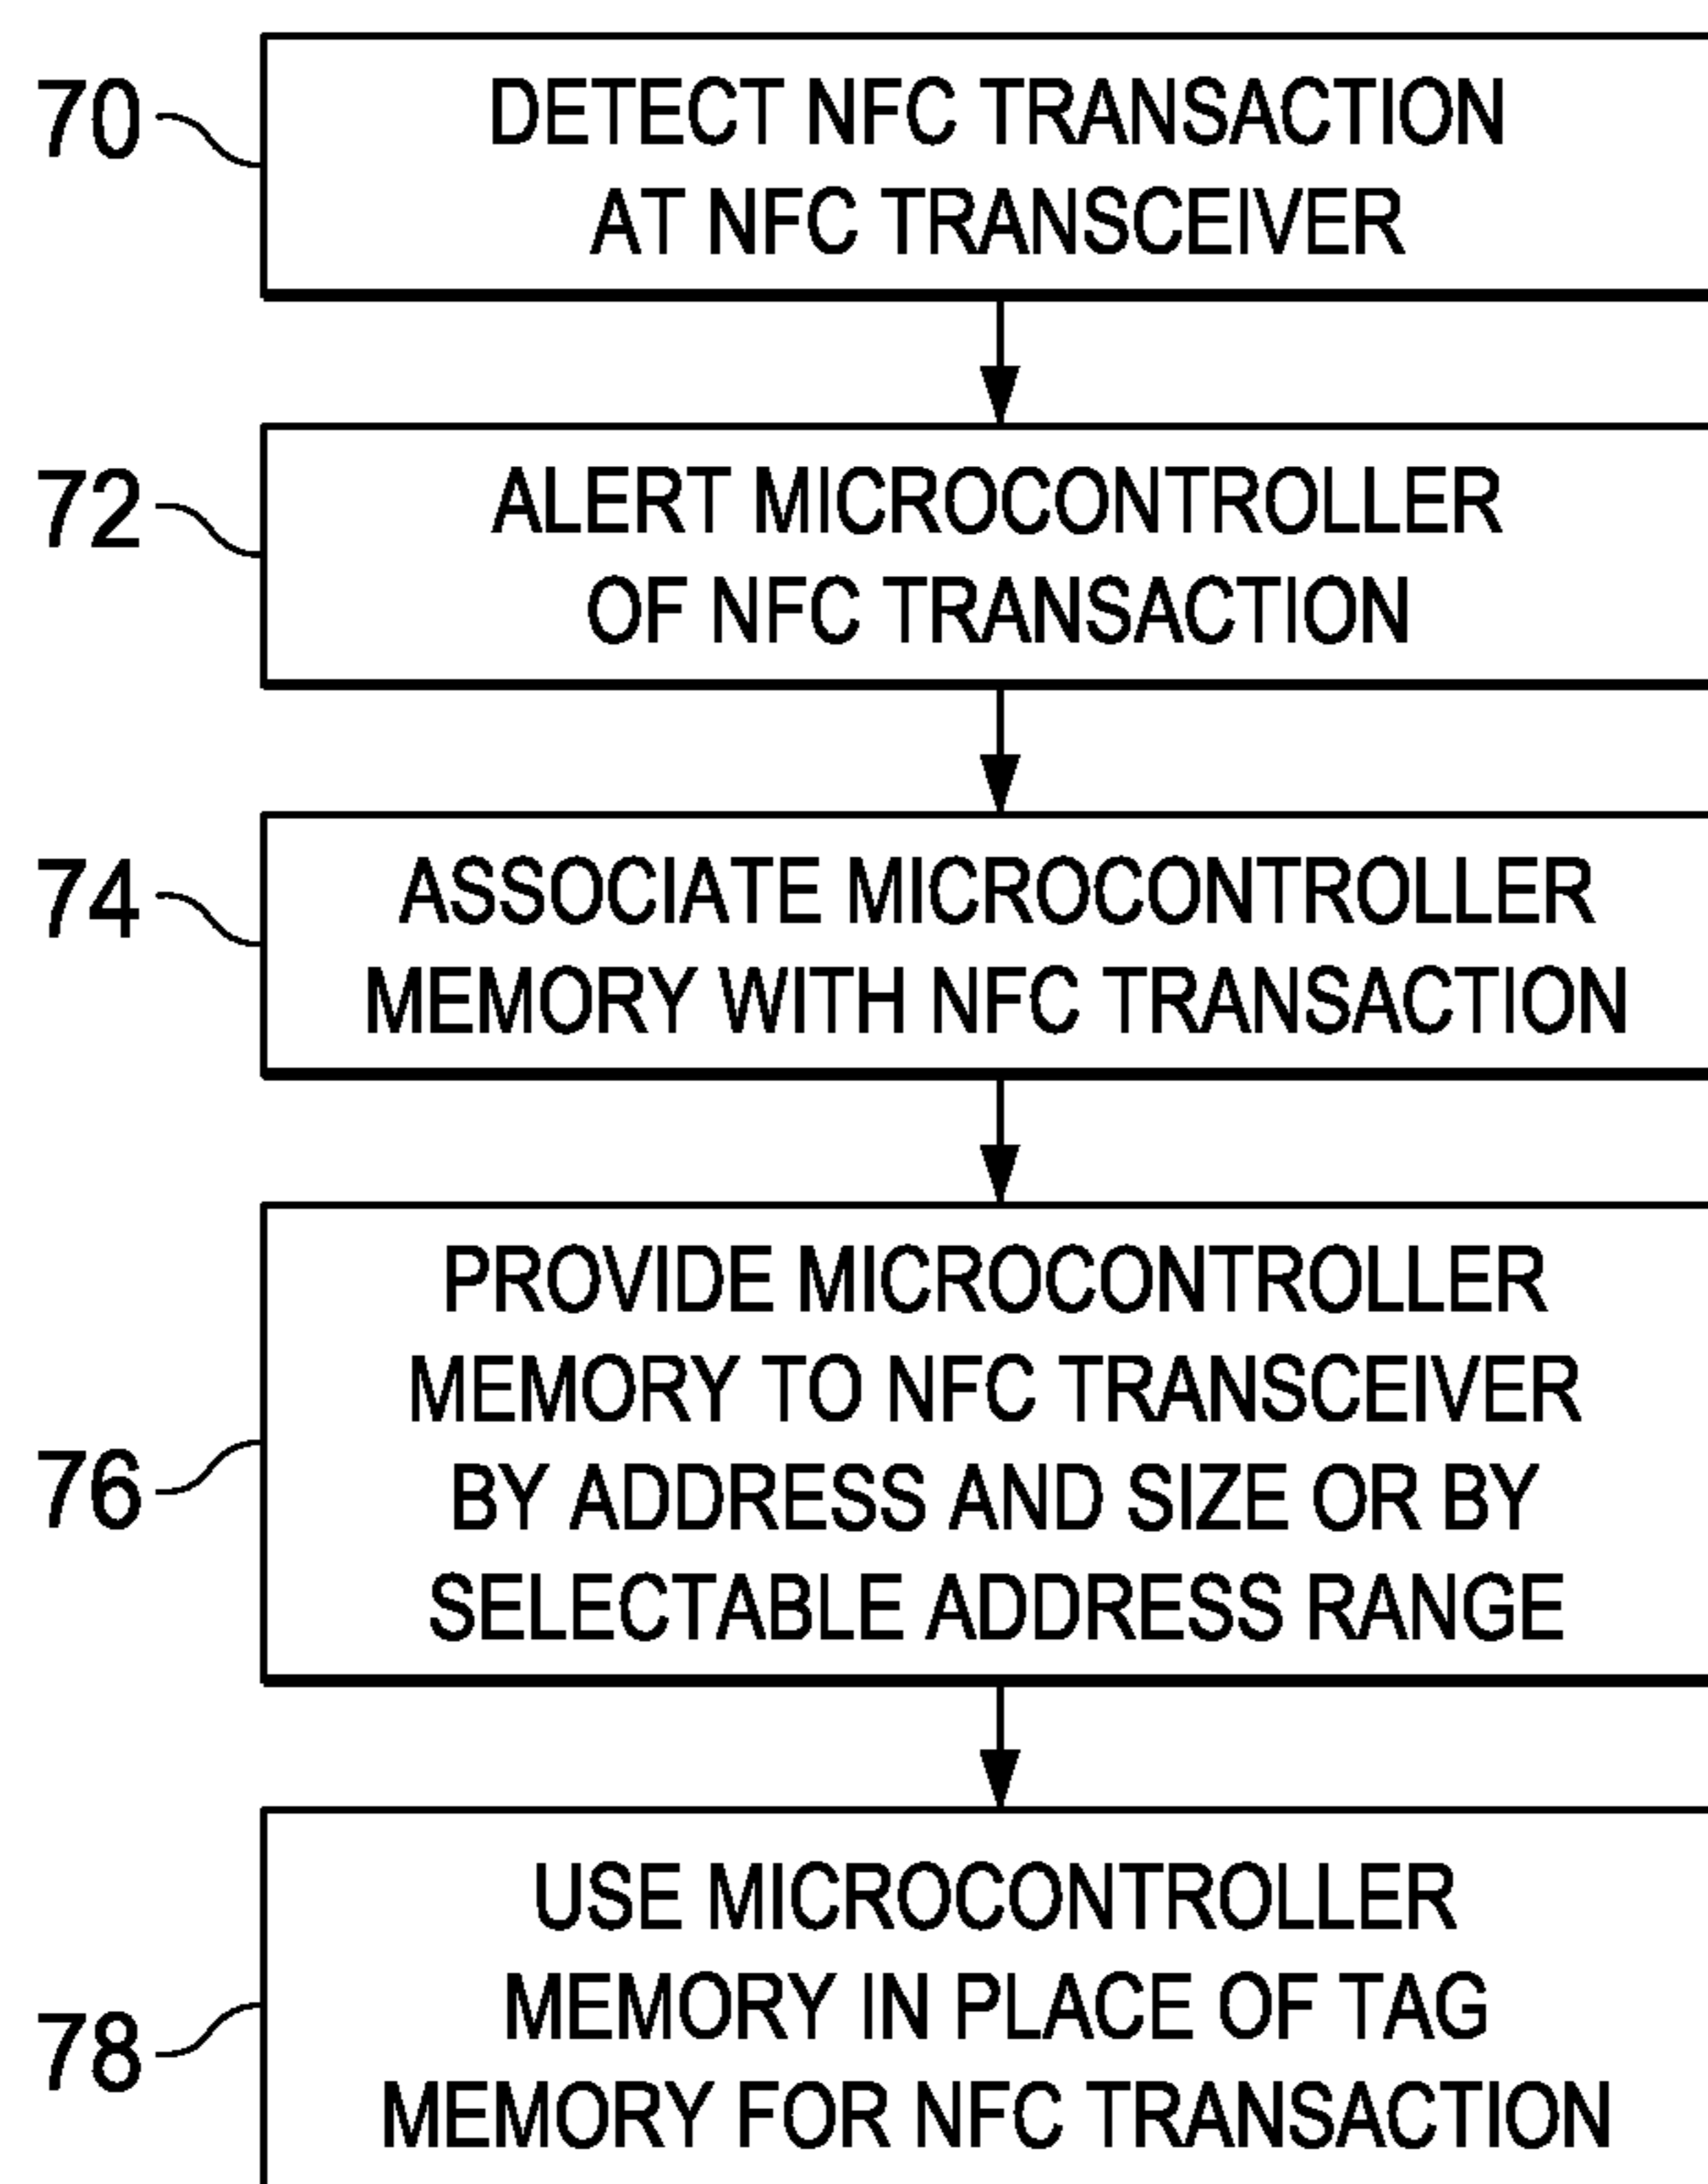 70
DETECT NFC TRANSACTION
AT NFC TRANSCEIVER
72
ALERT MICROCONTROLLER
OF NFC TRANSACTION
74
ASSOCIATE MICROCONTROLLER
MEMORY WITH NFC TRANSACTION
76
PROVIDE MICROCONTROLLER
MEMORY TO NFC TRANSCEIVER
BY ADDRESS AND SIZE OR BY
SELECTABLE ADDRESS RANGE
78
USE MICROCONTROLLER
MEMORY IN PLACE OF TAG
MEMORY FOR NFC TRANSACTION